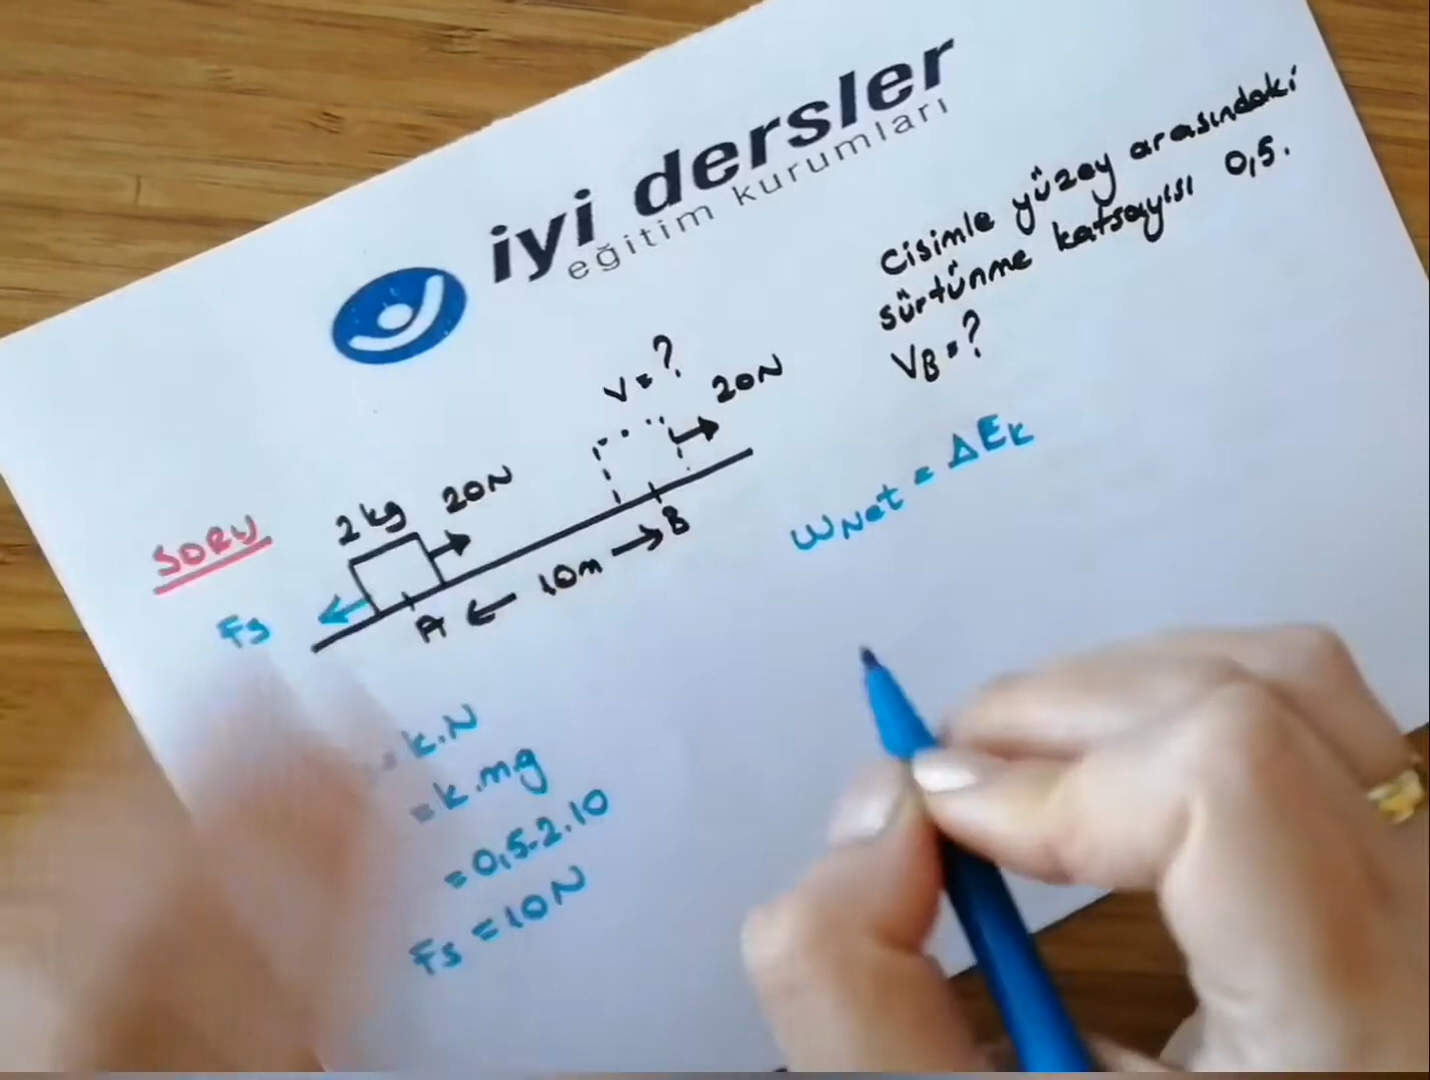 iyi dersler
eğitim kurumları
Cisimle yüzey arasındaki
sürtünme katsayısı 0,5.
VB = ?
V = ?
20N
SORU
2kg
20N
Fs
A ← 10m → B
WNet = ΔEk
= k.N
= k.mg
= 0,5.2.10
Fs = 10N